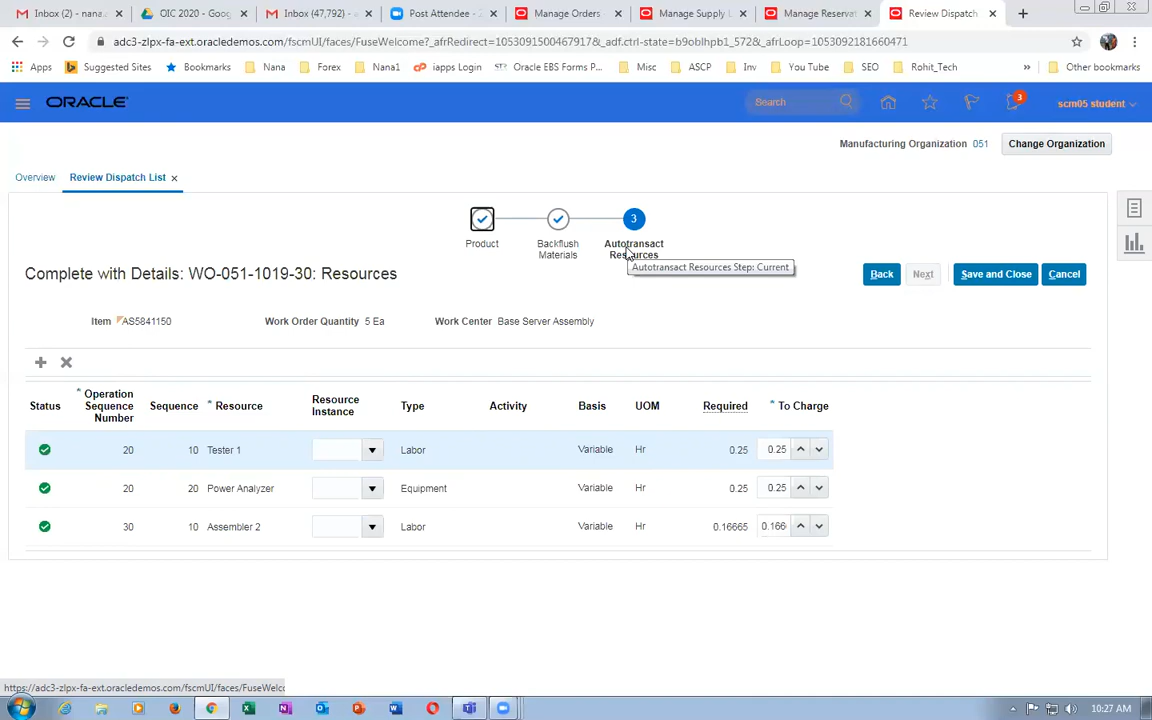 Inbox (2) - nana.
OIC 2020 - Goog
Inbox (47,792) -
Post Attendee - Z
Manage Orders
Manage Supply L
Manage Reservat
Review Dispatch
adc3-zlpx-fa-ext.oracledemos.com/fscmUI/faces/FuseWelcome?_afrRedirect=10530915004679​17&_adf.ctrl-state=b9oblhpb1_572&_afrLoop=1053092181660471
Apps
Suggested Sites
Bookmarks
Nana
Forex
Nana1
iapps Login
Oracle EBS Forms P...
Misc
ASCP
Inv
You Tube
SEO
Rohit_Tech
»
Other bookmarks
ORACLE
Search
3
scm05 student
Manufacturing Organization 051
Change Organization
Overview
Review Dispatch List
3
Product
Backflush Materials
Autotransact Resources
Autotransact Resources Step: Current
Complete with Details: WO-051-1019-30: Resources
Back
Next
Save and Close
Cancel
Item AS5841150
Work Order Quantity 5 Ea
Work Center Base Server Assembly
Status
* Operation Sequence Number
Sequence
* Resource
Resource Instance
Type
Activity
Basis
UOM
Required
* To Charge
20 10 Tester 1 Labor Variable Hr 0.25 0.25
20 20 Power Analyzer Equipment Variable Hr 0.25 0.25
30 10 Assembler 2 Labor Variable Hr 0.16665 0.166
https://adc3-zlpx-fa-ext.oracledemos.com/fscmUI/faces/FuseWelc
10:27 AM